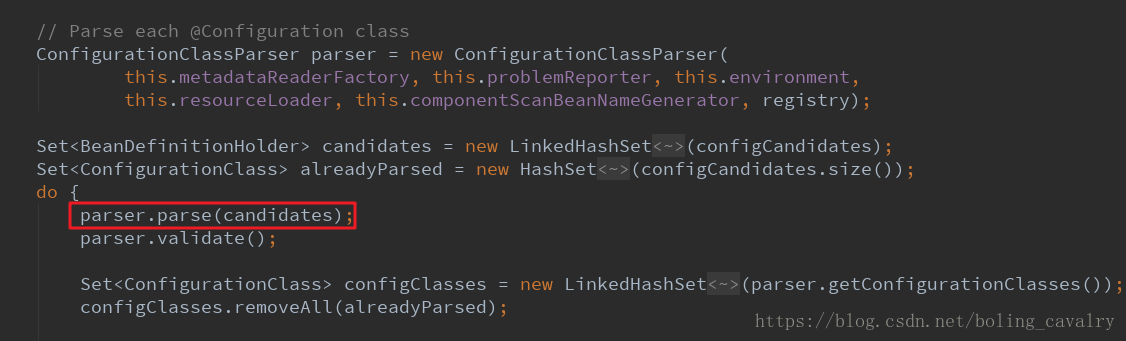 // Parse each @Configuration class
ConfigurationClassParser parser = new ConfigurationClassParser(
this.metadataReaderFactory, this.problemReporter, this.environment,
this.resourceLoader, this.componentScanBeanNameGenerator, registry);
Set<BeanDefinitionHolder> candidates = new LinkedHashSet<~>(configCandidates);
Set<ConfigurationClass> alreadyParsed = new HashSet<~>(configCandidates.size());
do {
parser.parse(candidates);
parser.validate();
Set<ConfigurationClass> configClasses = new LinkedHashSet<~>(parser.getConfigurationClasses());
configClasses.removeAll(alreadyParsed);
https://blog.csdn.net/boling_cavalry